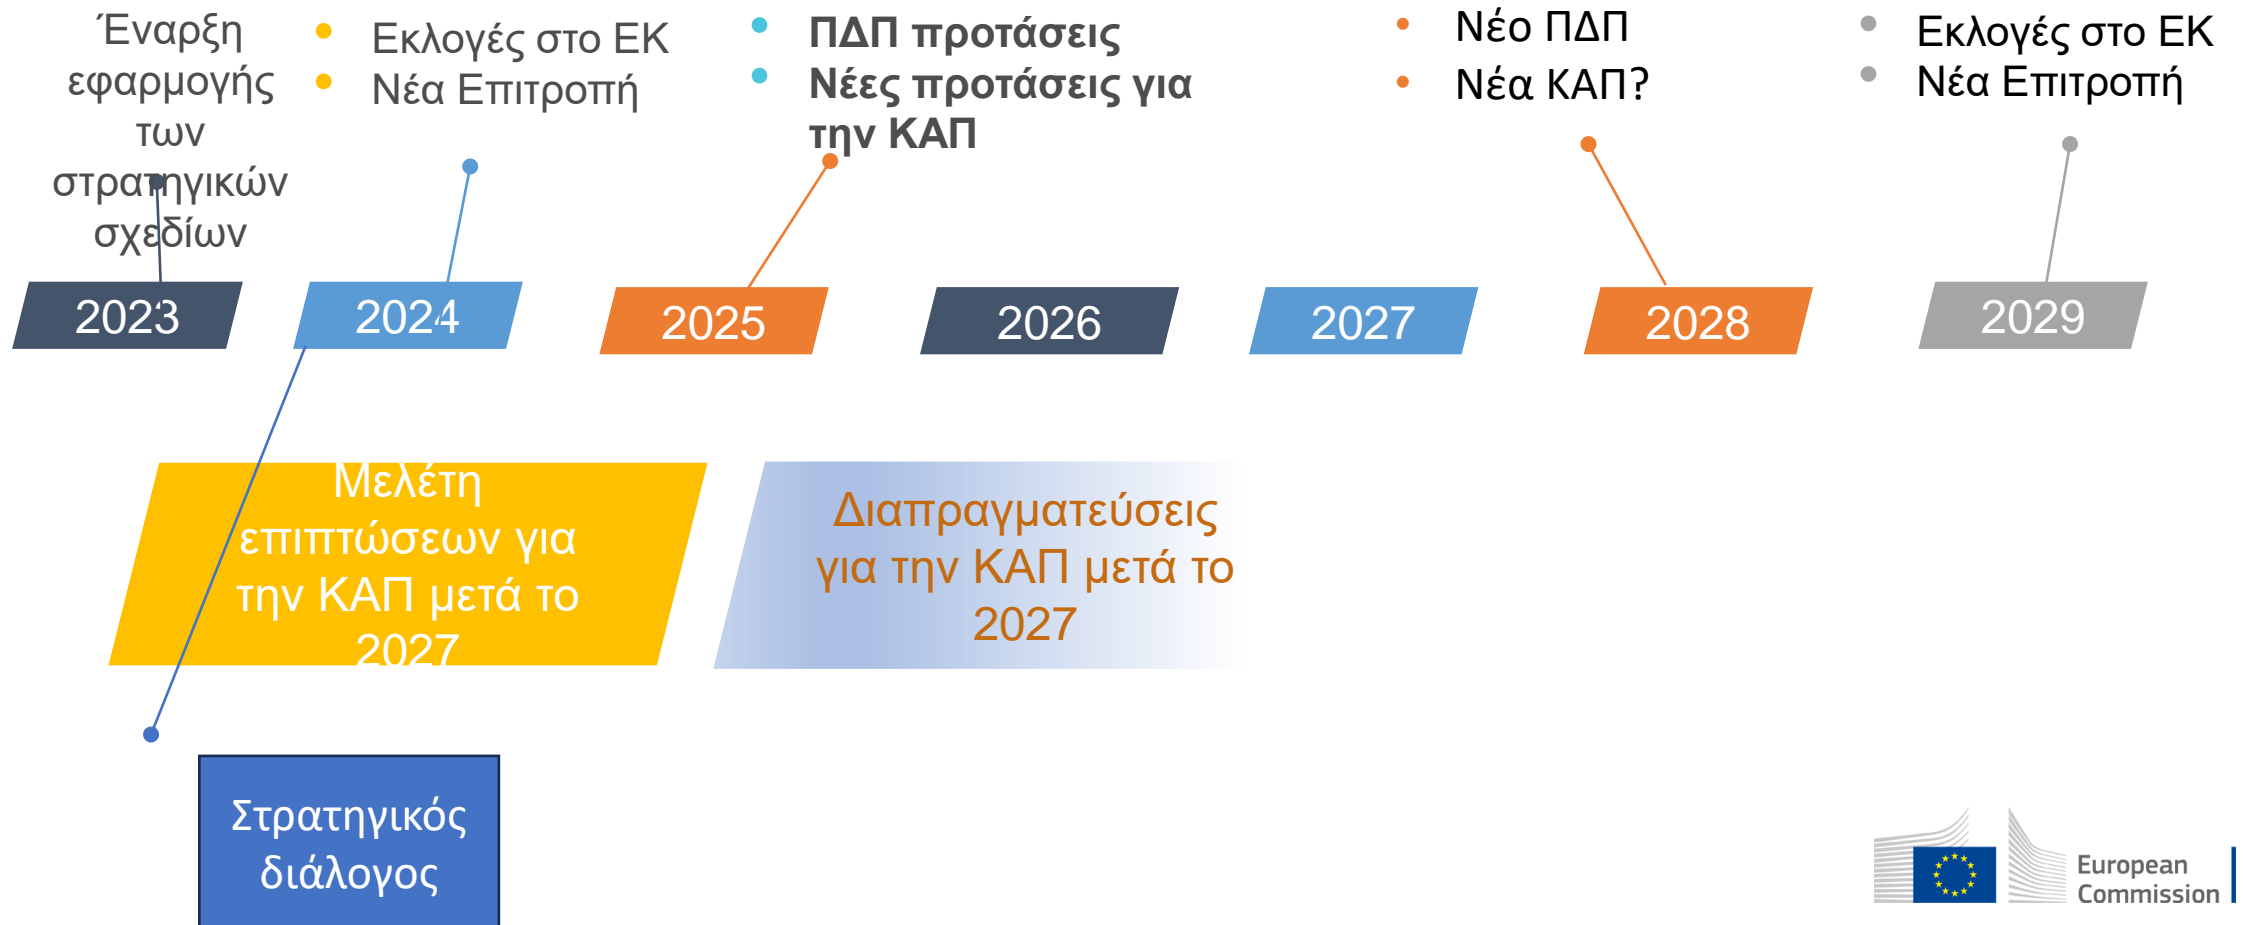 Έναρξη
εφαρμογής
των
στρατηγικών
σχεδίων
Εκλογές στο ΕΚ
Νέα Επιτροπή
ΠΔΠ προτάσεις
Νέες προτάσεις για
την ΚΑΠ
Νέο ΠΔΠ
Νέα ΚΑΠ?
Εκλογές στο ΕΚ
Νέα Επιτροπή
2023
2024
2025
2026
2027
2028
2029
Μελέτη
επιπτώσεων για
την ΚΑΠ μετά το
2027
Διαπραγματεύσεις
για την ΚΑΠ μετά το
2027
Στρατηγικός
διάλογος
European
Commission